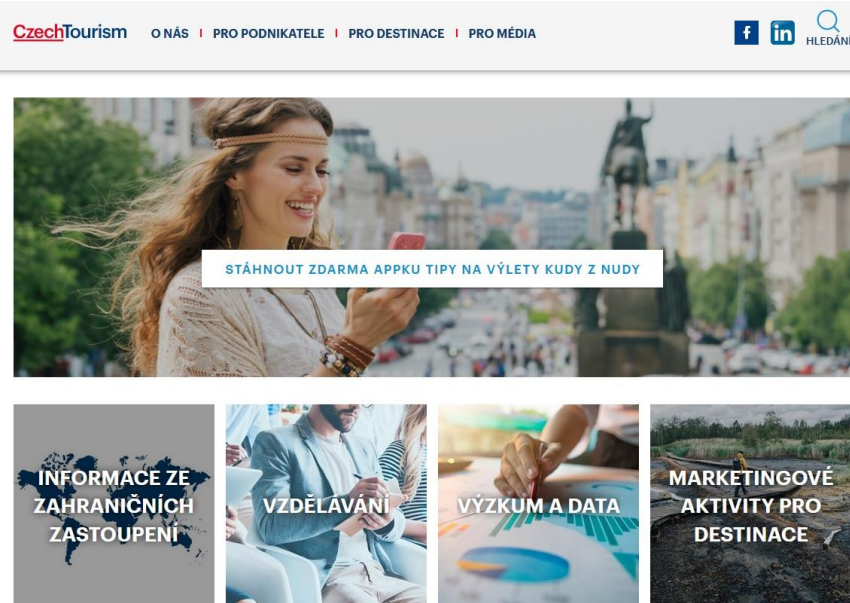 CzechTourism
O NÁS
PRO PODNIKATELE
PRO DESTINACE
PRO MÉDIA
f
in
HLEDÁNÍ
STÁHNOUT ZDARMA APPKU TIPY NA VÝLETY KUDY Z NUDY
INFORMACE ZE
ZAHRANIČNÍCH
ZASTOUPENÍ
VZDĚLÁVÁNÍ
VÝZKUM A DATA
MARKETINGOVÉ
AKTIVITY PRO
DESTINACE